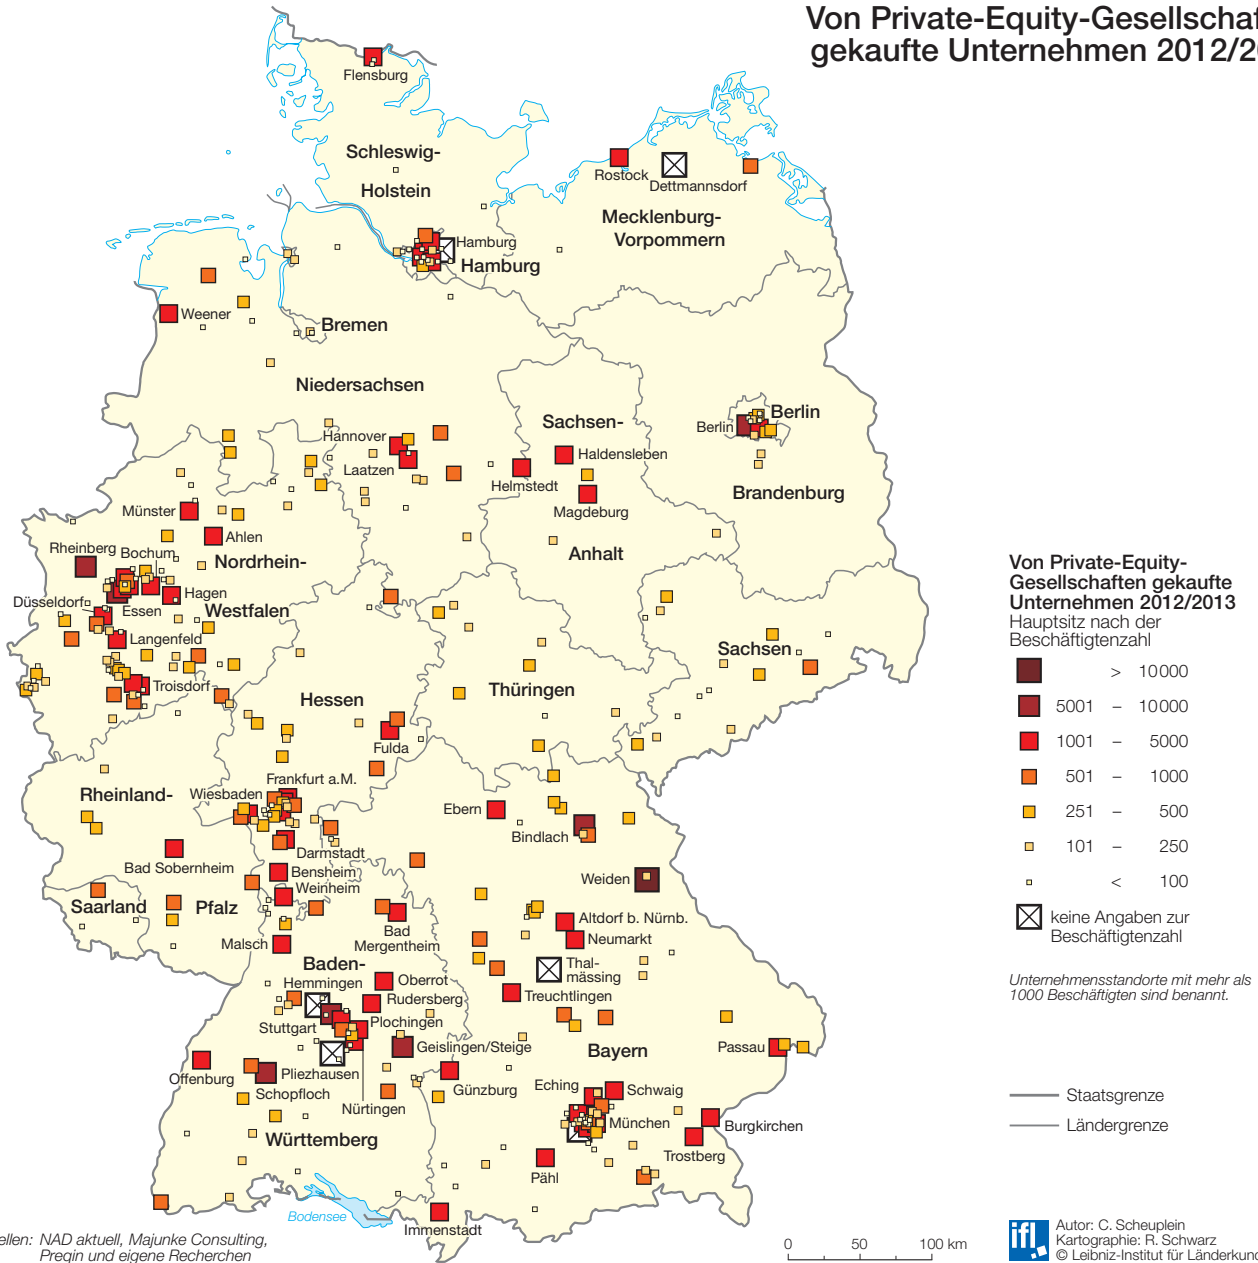 Von Private-Equity-Gesellschaf
gekaufte Unternehmen 2012/20
Flensburg
Schleswig-
Holstein
Rostock
Dettmannsdorf
Mecklenburg-
Vorpommern
Hamburg
Hamburg
Weener
Bremen
Niedersachsen
Hannover
Laatzen
Sachsen-
Haldensleben
Helmstedt
Magdeburg
Anhalt
Berlin
Berlin
Brandenburg
Münster
Ahlen
Rheinberg
Bochum
Nordrhein-
Hagen
Düsseldorf
Essen
Westfalen
Langenfeld
Troisdorf
Hessen
Thüringen
Sachsen
Fulda
Frankfurt a.M.
Wiesbaden
Rheinland-
Ebern
Bindlach
Darmstadt
Bad Sobernheim
Bensheim
Weinheim
Weiden
Saarland
Pfalz
Malsch
Bad
Mergentheim
Altdorf b. Nürnb.
Neumarkt
Thal-
mässing
Treuchtlingen
Baden-
Hemmingen
Oberrot
Rudersberg
Stuttgart
Plochingen
Geislingen/Steige
Bayern
Passau
Offenburg
Pliezhausen
Schopfloch
Nürtingen
Günzburg
Eching
Schwaig
München
Burgkirchen
Trostberg
Württemberg
Pähl
Bodensee
Immenstadt
Von Private-Equity-
Gesellschaften gekaufte
Unternehmen 2012/2013
Hauptsitz nach der
Beschäftigtenzahl
> 10000
5001 – 10000
1001 – 5000
501 – 1000
251 – 500
101 – 250
< 100
keine Angaben zur
Beschäftigtenzahl
Unternehmensstandorte mit mehr als
1000 Beschäftigten sind benannt.
Staatsgrenze
Ländergrenze
ellen: NAD aktuell, Majunke Consulting,
Preqin und eigene Recherchen
0 50 100 km
ifl
Autor: C. Scheuplein
Kartographie: R. Schwarz
© Leibniz-Institut für Länderkun